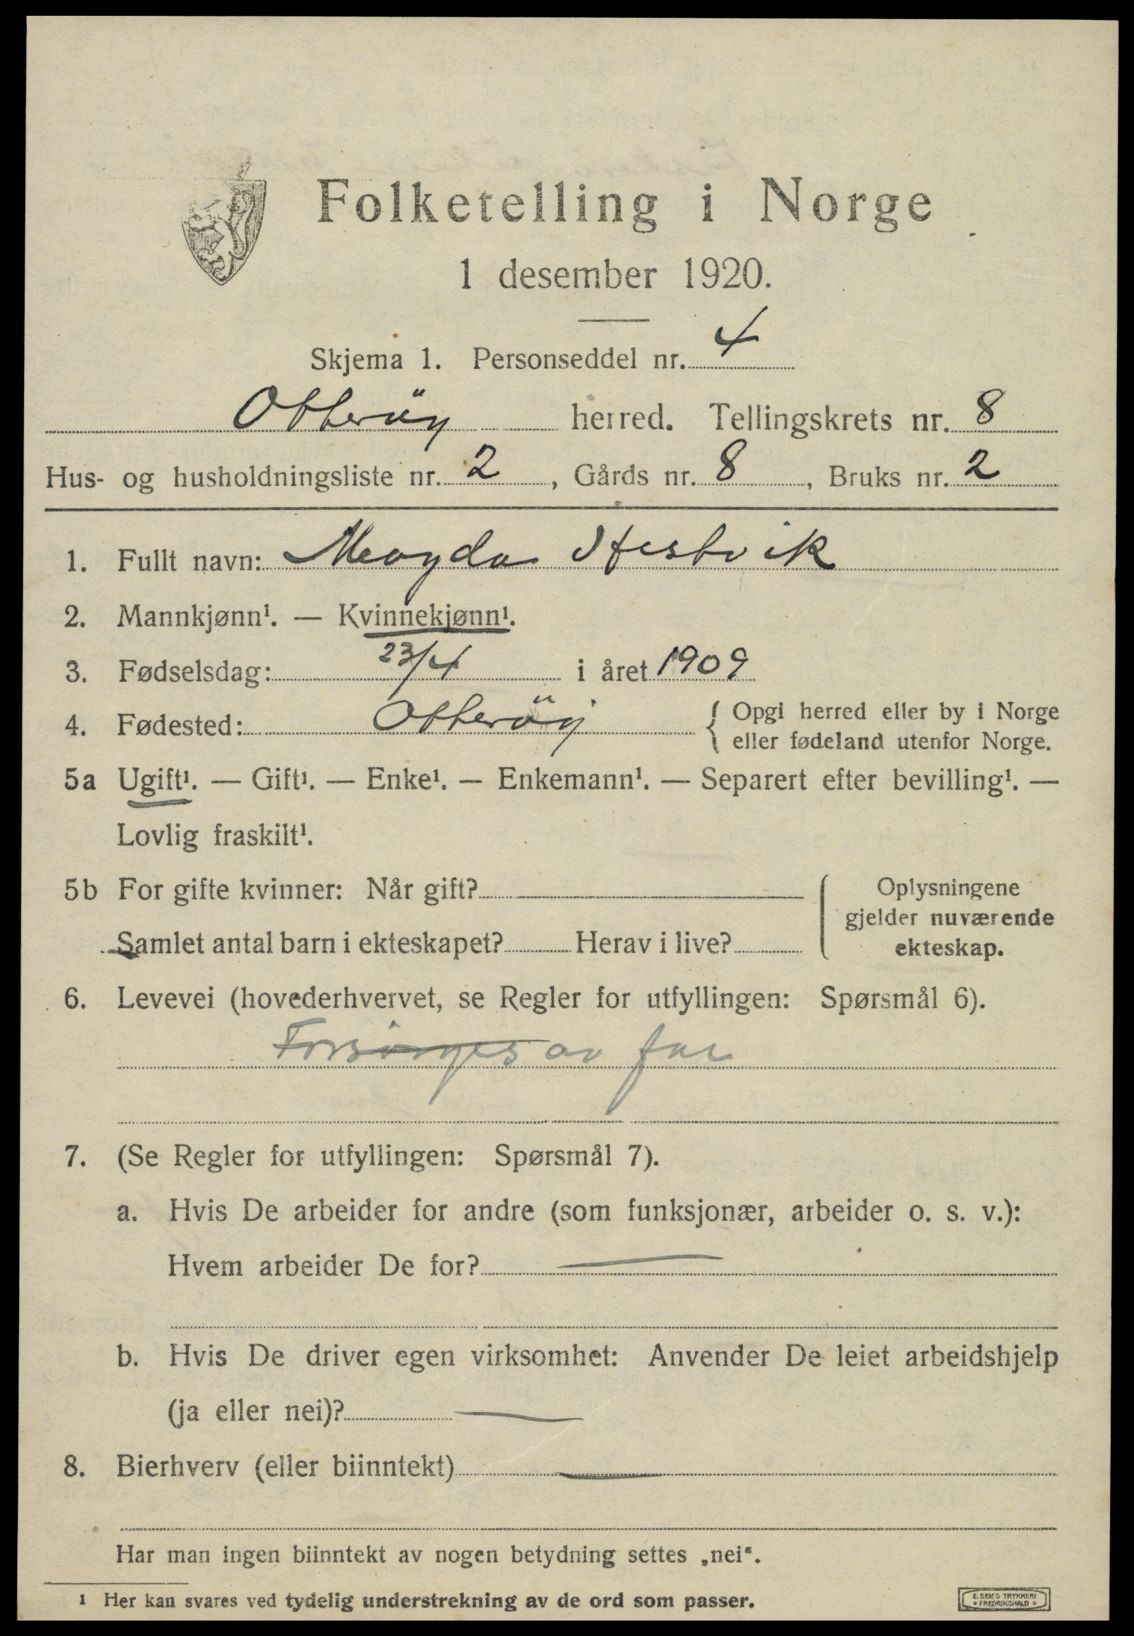 Folketelling i Norge
1 desember 1920.
Skjema 1. Personseddel nr. 4
Otterøy herred. Tellingskrets nr. 8
Hus- og husholdningsliste nr. 2, Gårds nr. 8, Bruks nr. 2
1. Fullt navn: Magda Hestvik
2. Mannkjønn¹. — Kvinnekjønn¹.
3. Fødselsdag: 23/4 i året 1909
4. Fødested: Otterøy { Opgi herred eller by i Norge
eller fødeland utenfor Norge.
5a Ugift¹. — Gift¹. — Enke¹. — Enkemann¹. — Separert efter bevilling¹. —
Lovlig fraskilt¹.
5b For gifte kvinner: Når gift? { Oplysningene
gjelder nuværende
Samlet antal barn i ekteskapet? Herav i live? ekteskap.
6. Levevei (hovederhvervet, se Regler for utfyllingen: Spørsmål 6).
Forsørges av far
7. (Se Regler for utfyllingen: Spørsmål 7).
a. Hvis De arbeider for andre (som funksjonær, arbeider o. s. v.):
Hvem arbeider De for? —
b. Hvis De driver egen virksomhet: Anvender De leiet arbeidshjelp
(ja eller nei)? —
8. Bierhverv (eller biinntekt) —
Har man ingen biinntekt av nogen betydning settes „nei“.
¹ Her kan svares ved tydelig understrekning av de ord som passer.
E. SEM'S TRYKKERI
* FREDRIKSHALD *